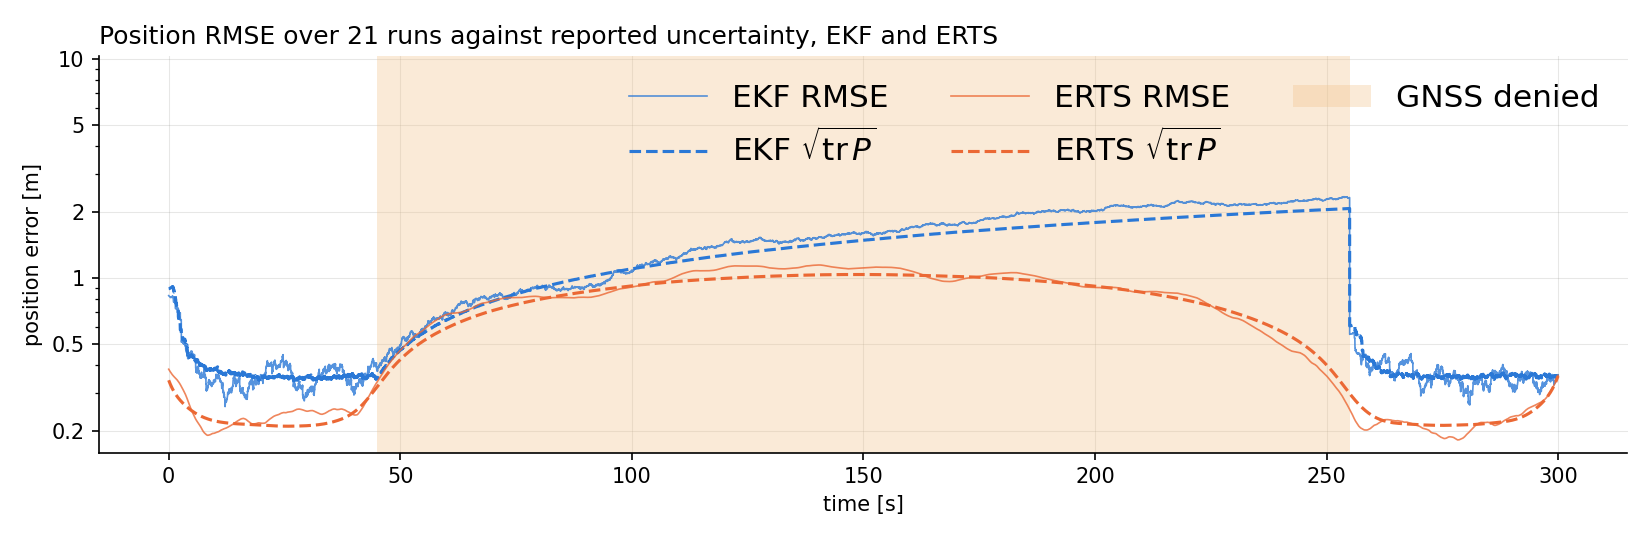 Position RMSE over 21 runs against reported uncertainty, EKF and ERTS
position error [m]
10
5
2
1
0.5
0.2
EKF RMSE
ERTS RMSE
GNSS denied
EKF √tr P
ERTS √tr P
0 50 100 150 200 250 300
time [s]